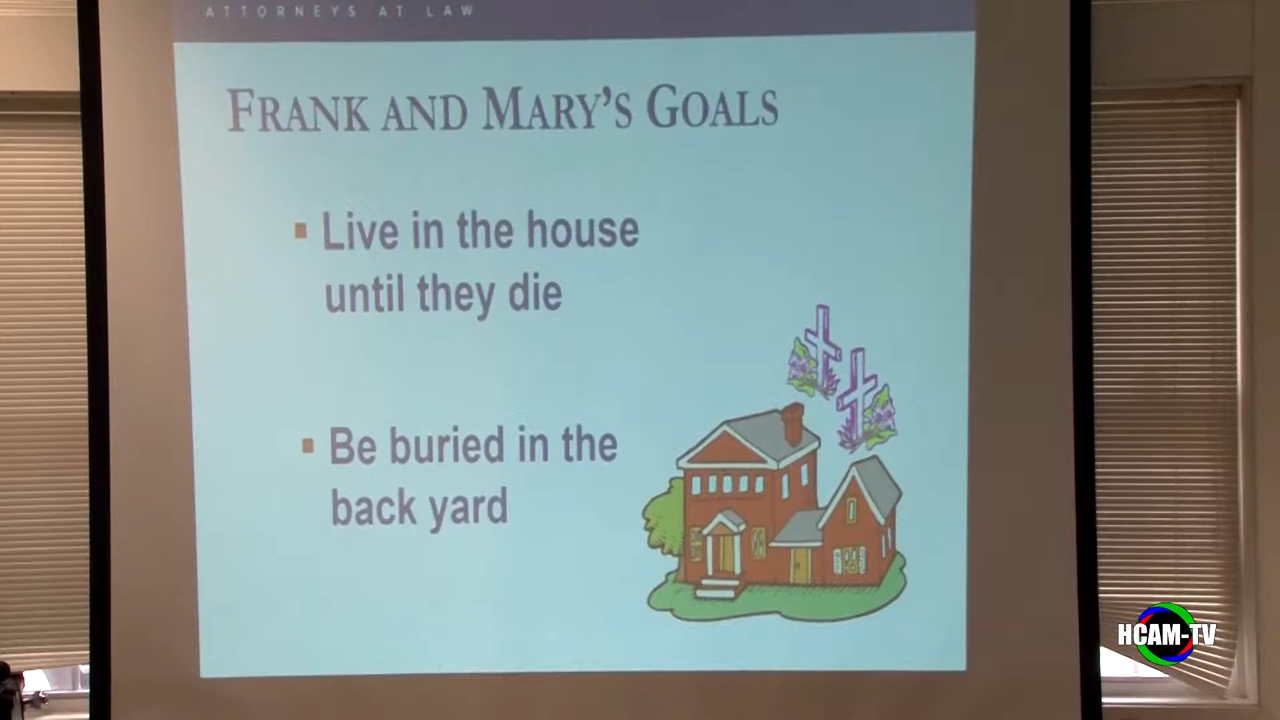 ATTORNEYS AT LAW
FRANK AND MARY'S GOALS
▪ Live in the house
until they die
▪ Be buried in the
back yard
HCAM-TV